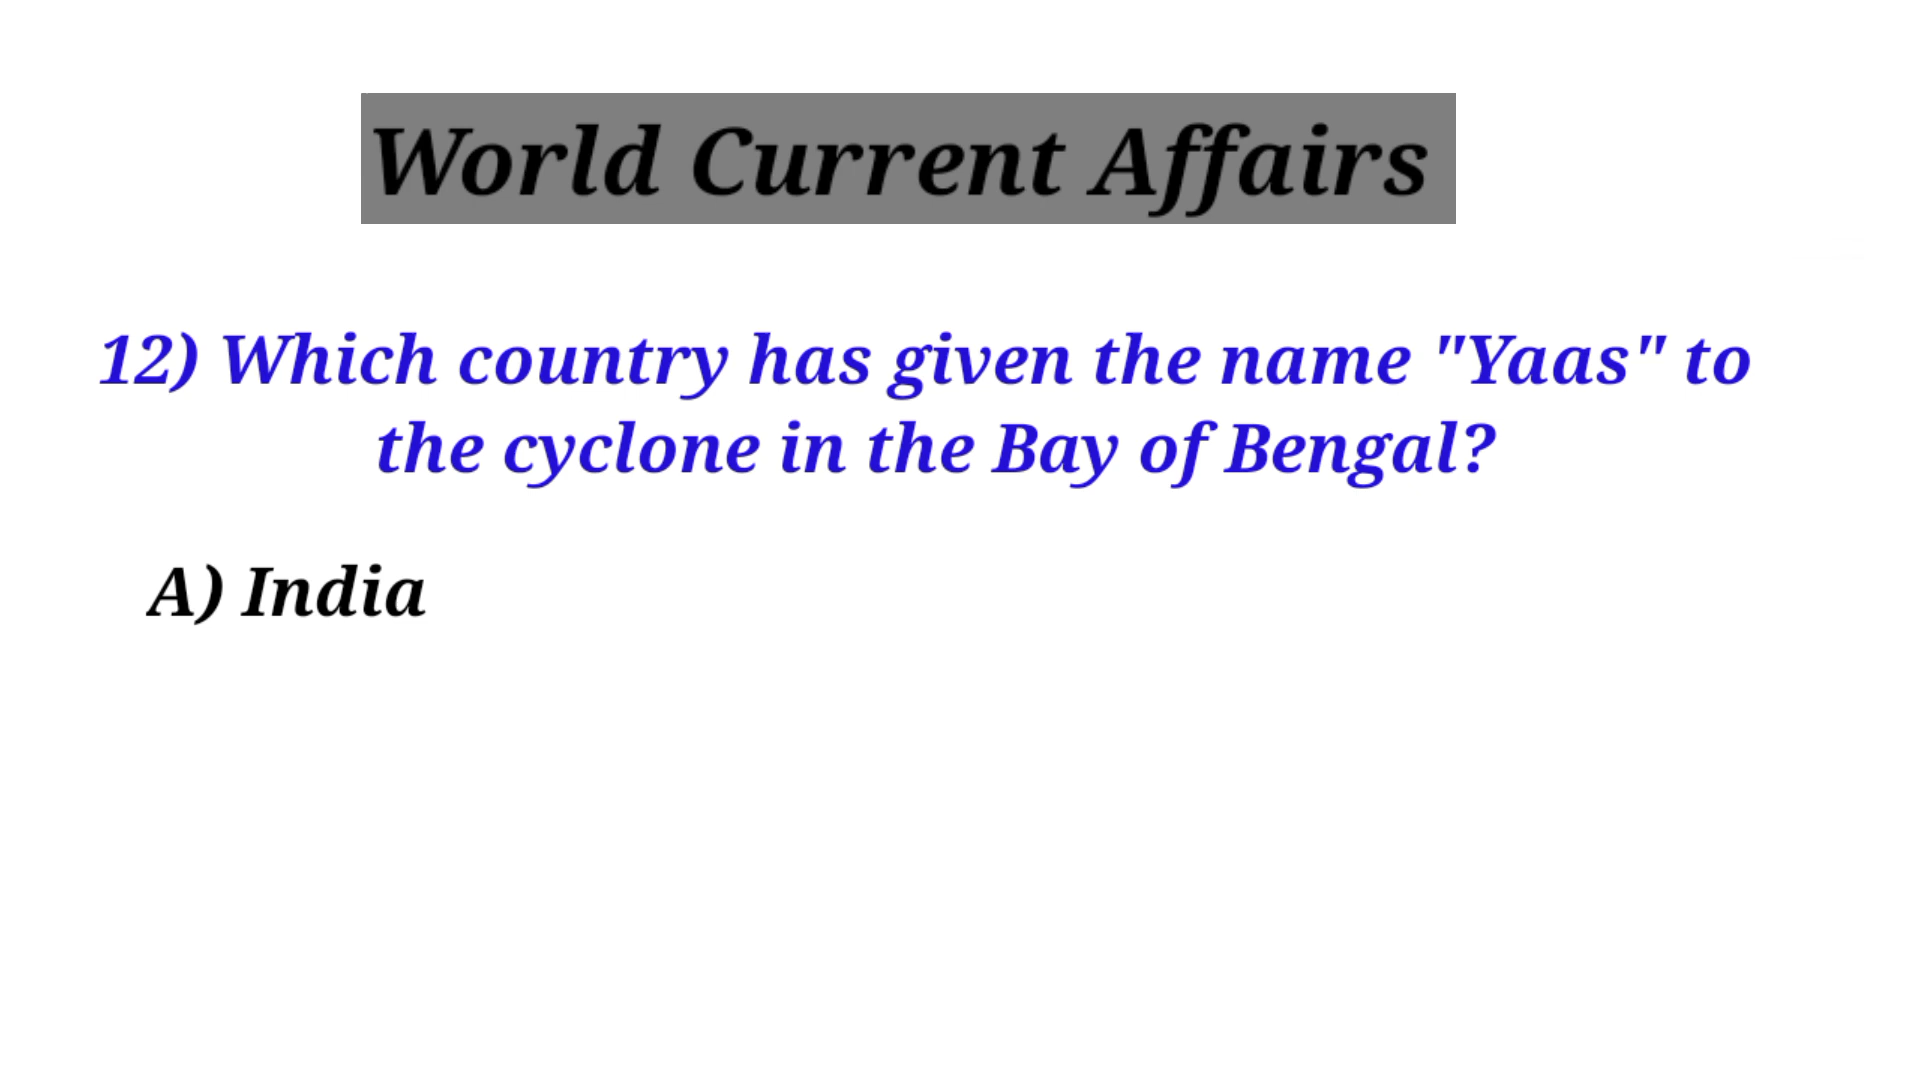 World Current Affairs
12) Which country has given the name "Yaas" to
the cyclone in the Bay of Bengal?
A) India